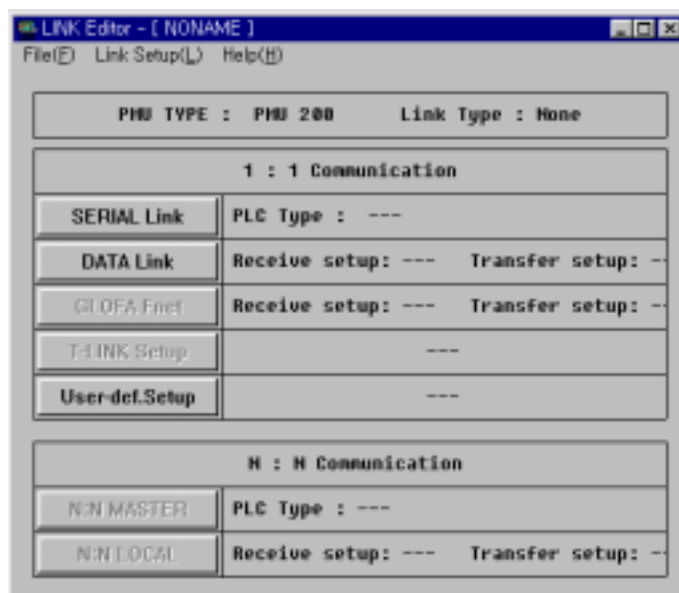 LINK Editor - [ NONAME ]
File(F) Link Setup(L) Help(H)
PMU TYPE : PMU 200 Link Type : None
1 : 1 Communication
SERIAL Link PLC Type : ---
DATA Link Receive setup: --- Transfer setup: --
GLOFA Fnet Receive setup: --- Transfer setup: --
T-LINK Setup ---
User-def.Setup ---
N : N Communication
N:N MASTER PLC Type : ---
N:N LOCAL Receive setup: --- Transfer setup: --